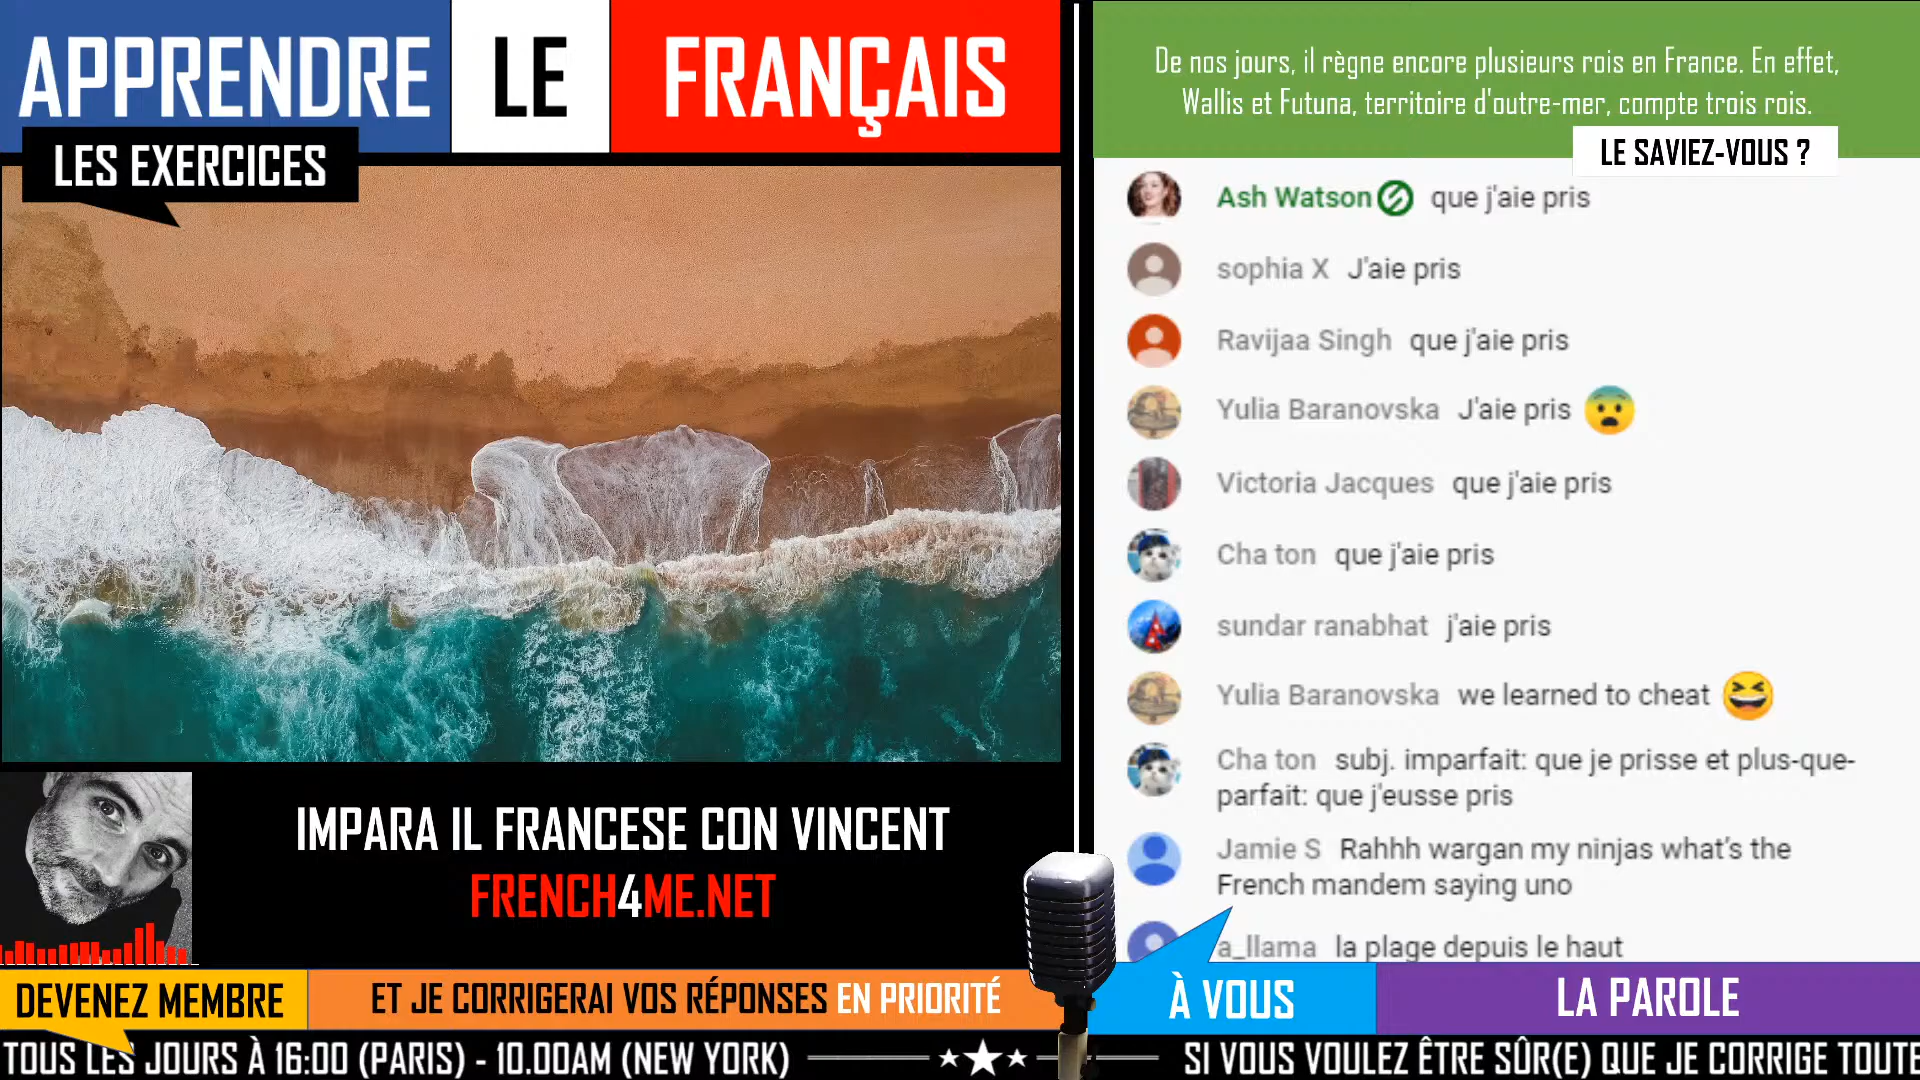 APPRENDRE LE FRANÇAIS
LES EXERCICES
De nos jours, il règne encore plusieurs rois en France. En effet,
Wallis et Futuna, territoire d'outre-mer, compte trois rois.
LE SAVIEZ-VOUS ?
Ash Watson que j'aie pris
sophia X J'aie pris
Ravijaa Singh que j'aie pris
Yulia Baranovska J'aie pris 😨
Victoria Jacques que j'aie pris
Cha ton que j'aie pris
sundar ranabhat j'aie pris
Yulia Baranovska we learned to cheat 😆
Cha ton subj. imparfait: que je prisse et plus-que-
parfait: que j'eusse pris
Jamie S Rahhh wargan my ninjas what's the
French mandem saying uno
a_llama la plage depuis le haut
IMPARA IL FRANCESE CON VINCENT
FRENCH4ME.NET
DEVENEZ MEMBRE
ET JE CORRIGERAI VOS RÉPONSES EN PRIORITÉ
À VOUS
LA PAROLE
TOUS LES JOURS À 16:00 (PARIS) - 10.00AM (NEW YORK)
SI VOUS VOULEZ ÊTRE SÛR(E) QUE JE CORRIGE TOUTE